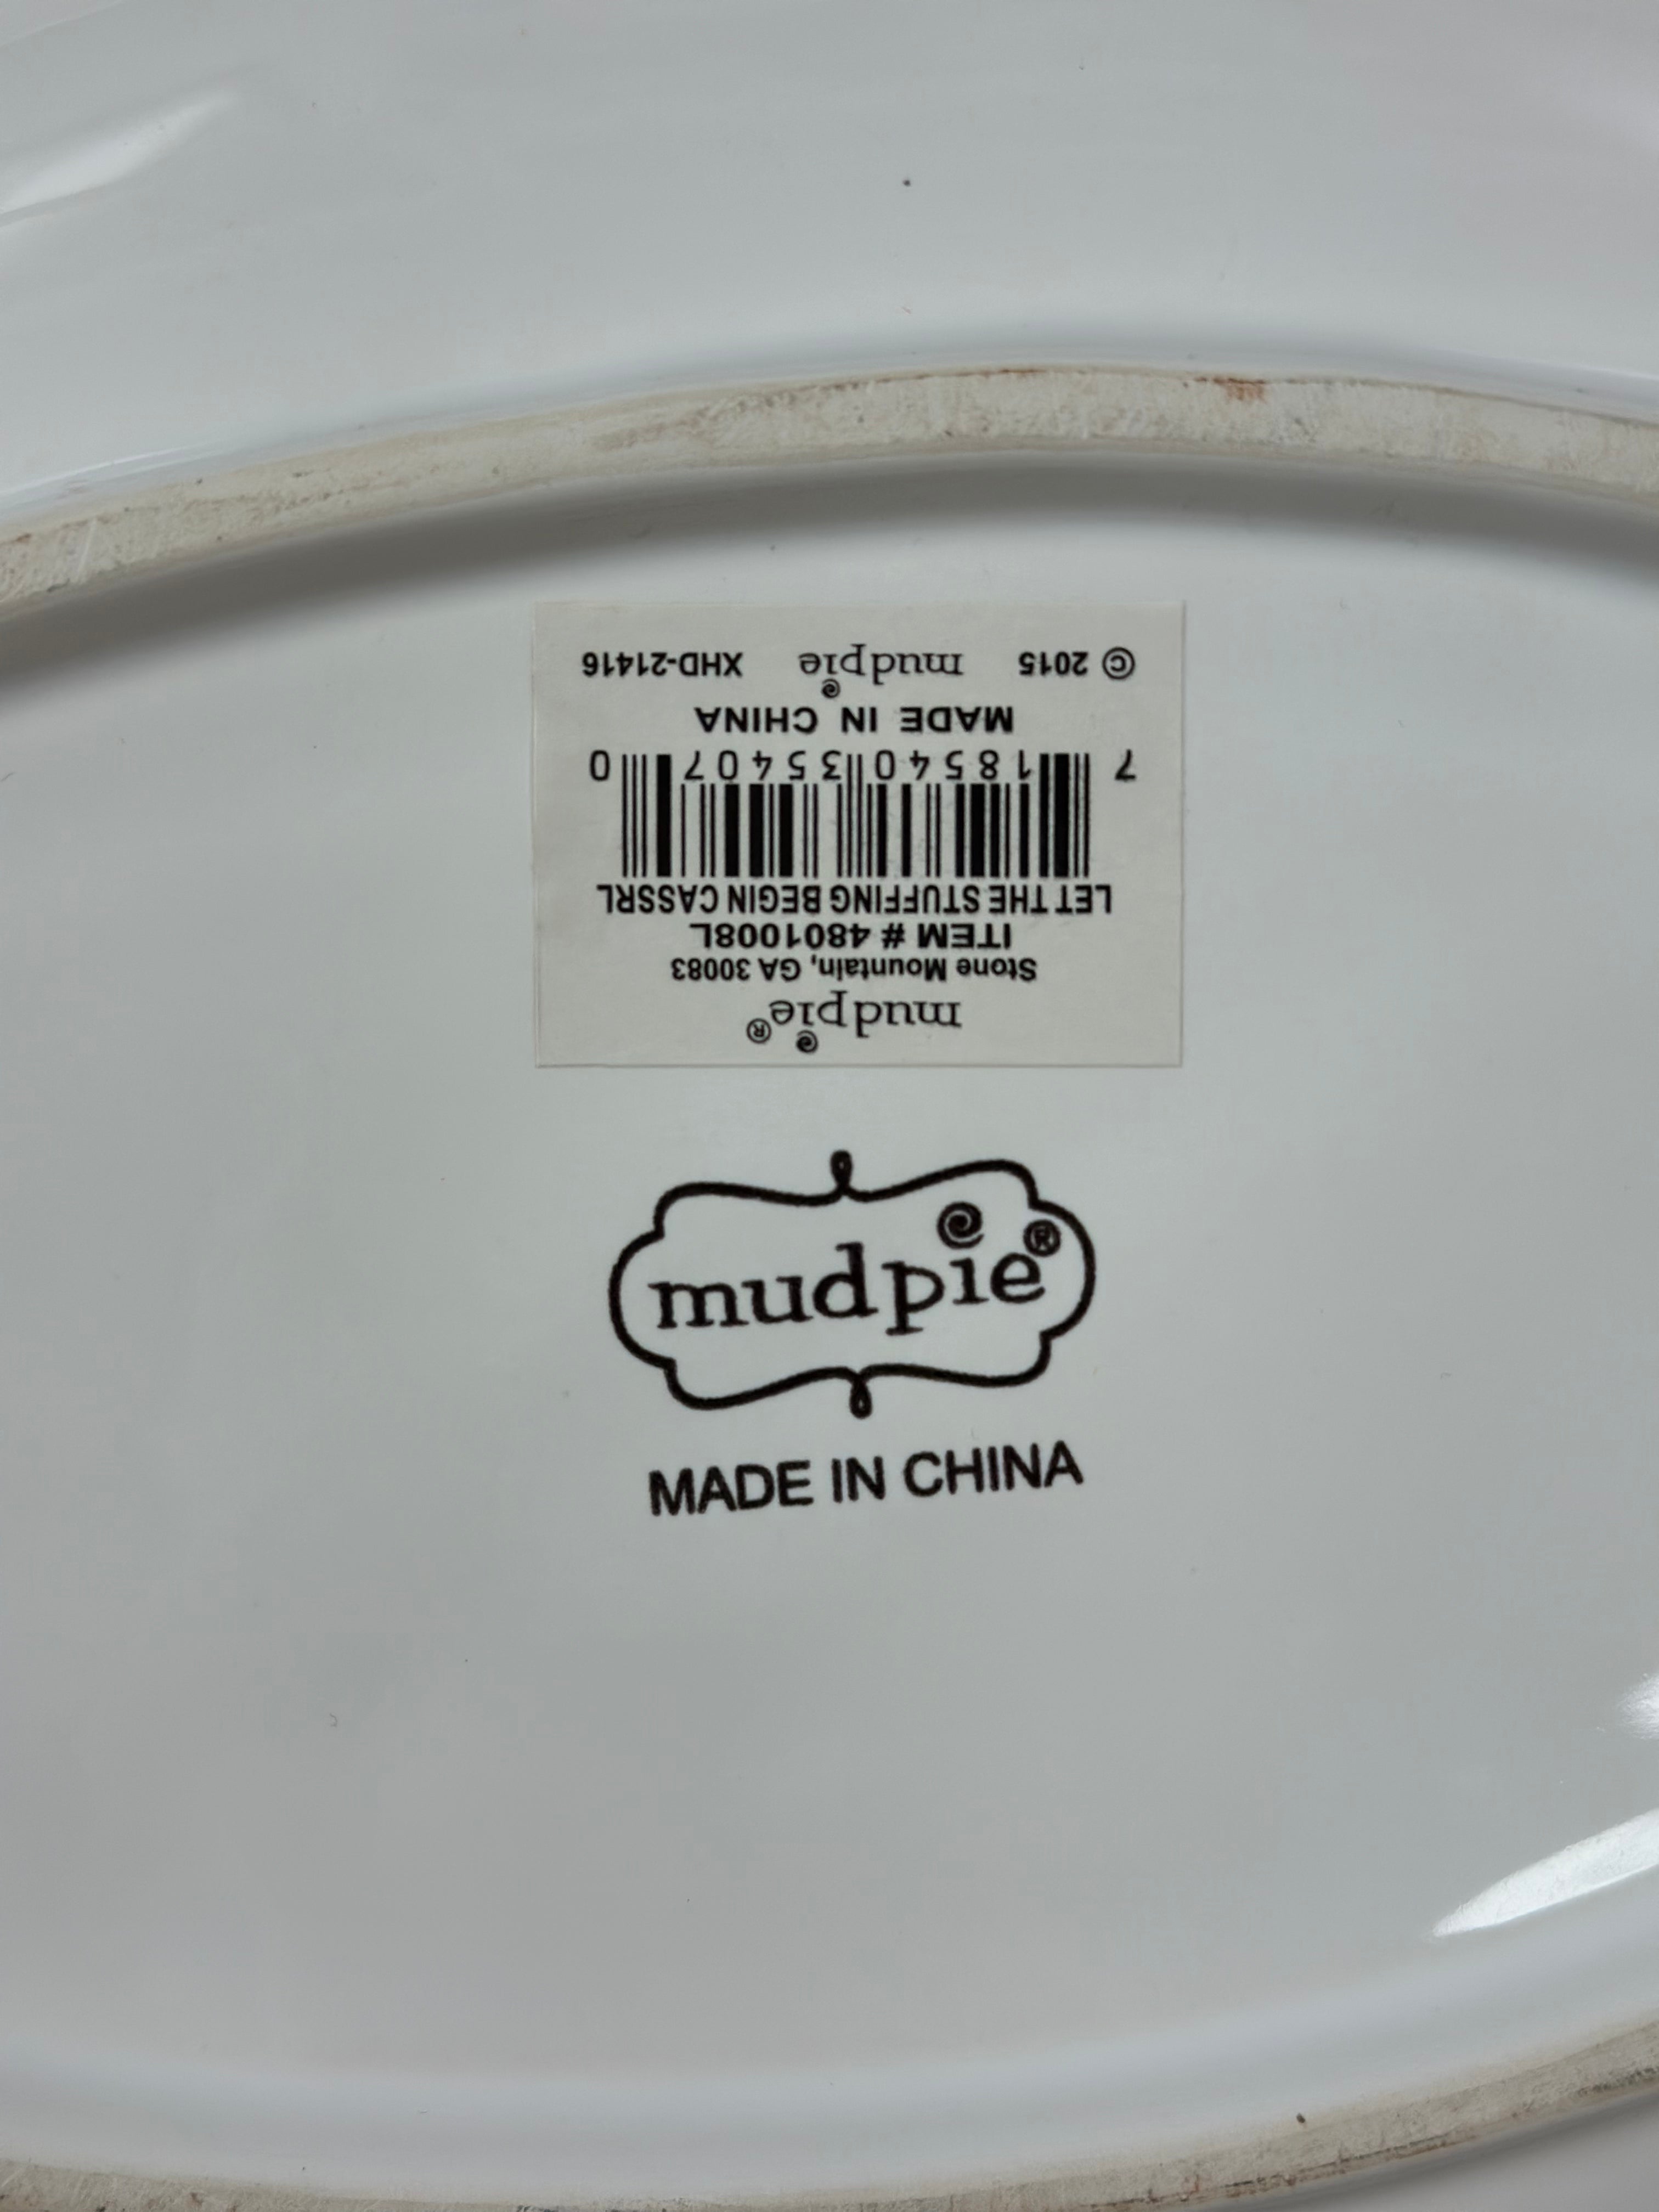 mudpie®
Stone Mountain, GA 30083
ITEM # 4801008L
LET THE STUFFING BEGIN CASSRL
7 18540 35407 0
MADE IN CHINA
© 2015 mudpie XHD-21416
mudpie®
MADE IN CHINA